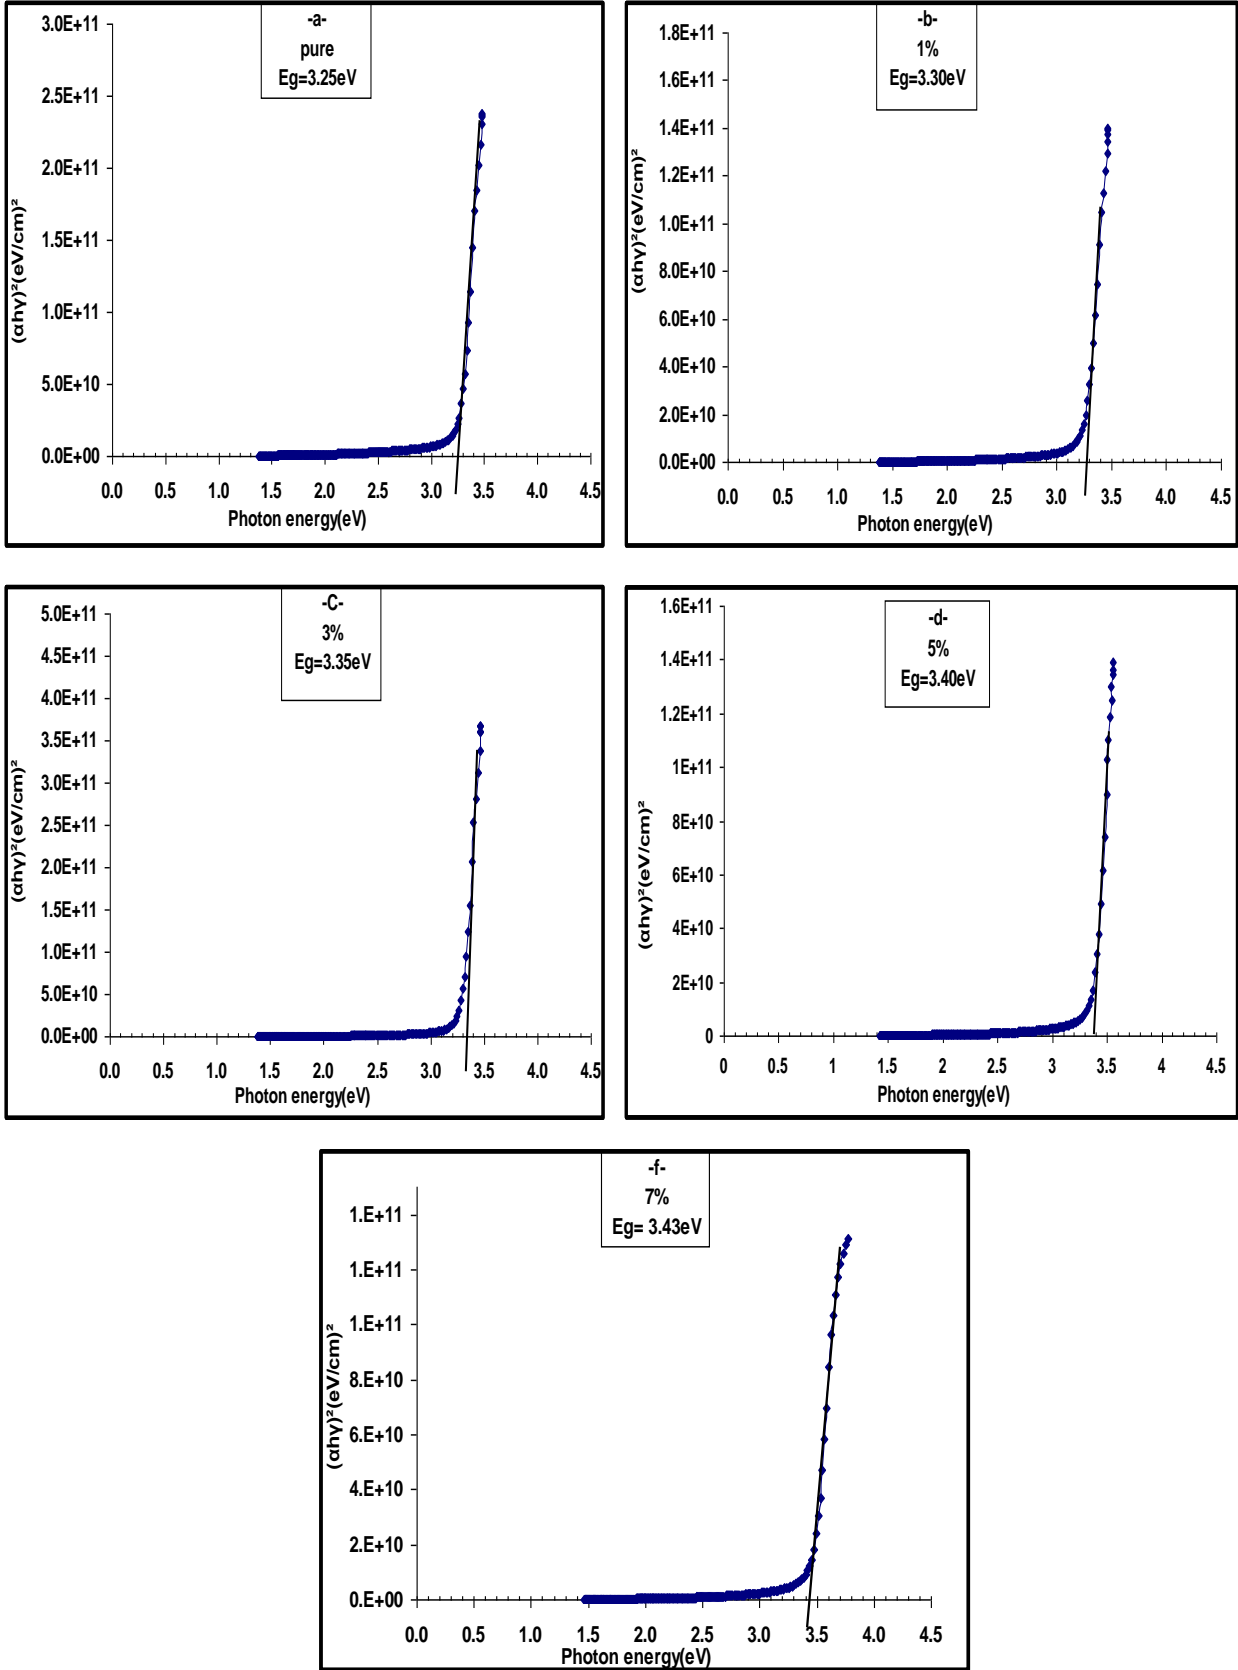 -a-
pure
Eg=3.25eV
3.0E+11
2.5E+11
2.0E+11
1.5E+11
1.0E+11
5.0E+10
0.0E+00
(αhγ)²(eV/cm)²
0.0 0.5 1.0 1.5 2.0 2.5 3.0 3.5 4.0 4.5
Photon energy(eV)
-b-
1%
Eg=3.30eV
1.8E+11
1.6E+11
1.4E+11
1.2E+11
1.0E+11
8.0E+10
6.0E+10
4.0E+10
2.0E+10
0.0E+00
(αhγ)²(eV/cm)²
0.0 0.5 1.0 1.5 2.0 2.5 3.0 3.5 4.0 4.5
Photon energy(eV)
-C-
3%
Eg=3.35eV
5.0E+11
4.5E+11
4.0E+11
3.5E+11
3.0E+11
2.5E+11
2.0E+11
1.5E+11
1.0E+11
5.0E+10
0.0E+00
(αhγ)²(eV/cm)²
0.0 0.5 1.0 1.5 2.0 2.5 3.0 3.5 4.0 4.5
Photon energy(eV)
-d-
5%
Eg=3.40eV
1.6E+11
1.4E+11
1.2E+11
1E+11
8E+10
6E+10
4E+10
2E+10
0
(αhγ)²(eV/cm)²
0 0.5 1 1.5 2 2.5 3 3.5 4 4.5
Photon energy(eV)
-f-
7%
Eg= 3.43eV
1.E+11
1.E+11
1.E+11
8.E+10
6.E+10
4.E+10
2.E+10
0.E+00
(αhγ)²(eV/cm)²
0.0 0.5 1.0 1.5 2.0 2.5 3.0 3.5 4.0 4.5
Photon energy(eV)